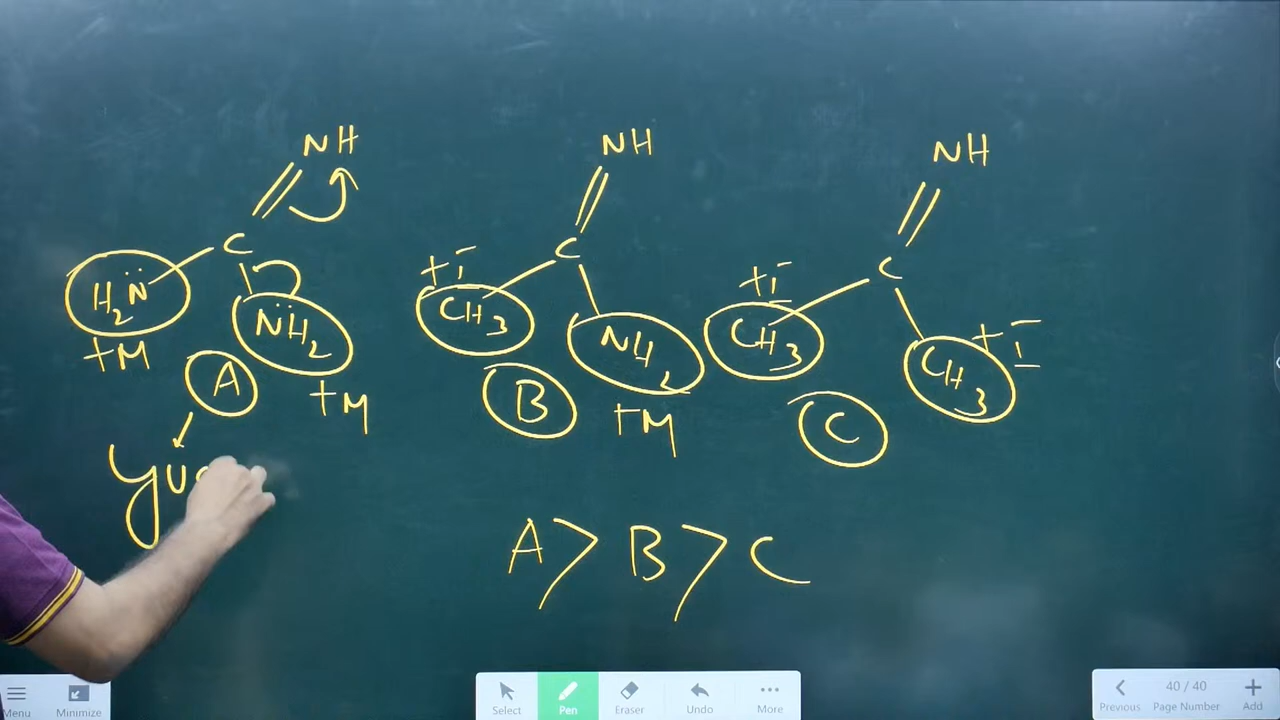 NH
NH
NH
C
C
C
H₂N̈
N̈H₂
+M
+M
A
+I
CH₃
NH₂
+M
B
+I
CH₃
CH₃
+I
C
A > B > C
Select
Pen
Eraser
Undo
More
Menu
Minimize
Previous
40 / 40
Page Number
Add